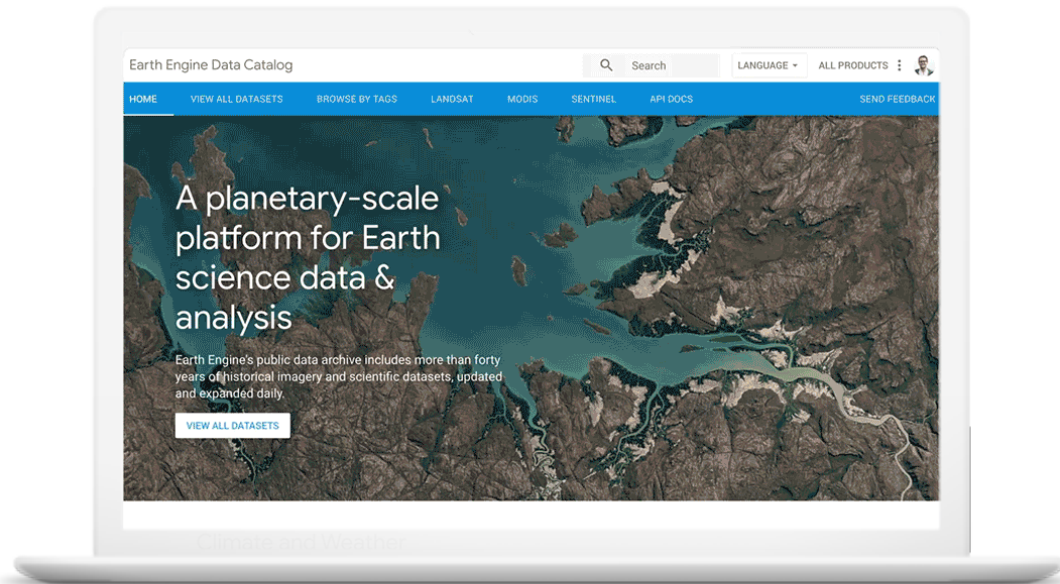 Earth Engine Data Catalog
Search
LANGUAGE
ALL PRODUCTS
HOME
VIEW ALL DATASETS
BROWSE BY TAGS
LANDSAT
MODIS
SENTINEL
API DOCS
SEND FEEDBACK
A planetary-scale
platform for Earth
science data &
analysis
Earth Engine's public data archive includes more than forty
years of historical imagery and scientific datasets, updated
and expanded daily.
VIEW ALL DATASETS
Climate and Weather